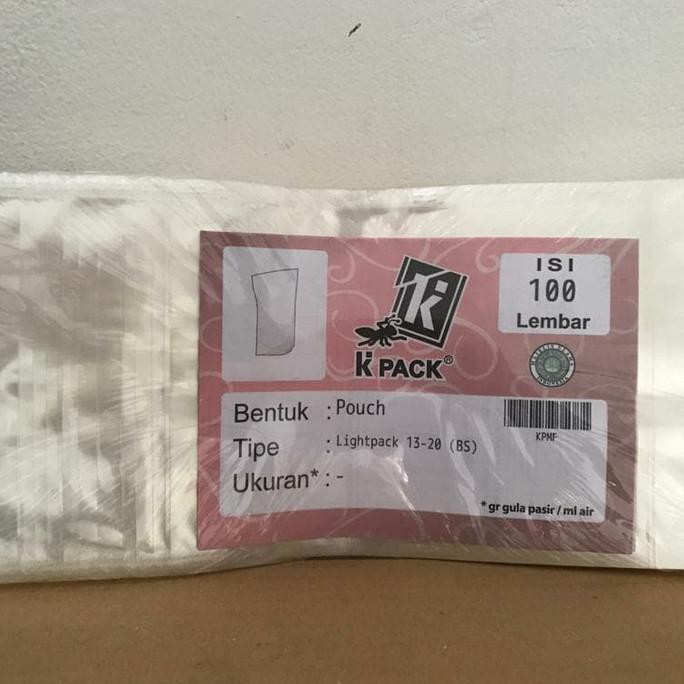 K
K PACK®
ISI
100
Lembar
Bentuk : Pouch
Tipe : Lightpack 13-20 (BS)
Ukuran* : -
KPMF
* gr gula pasir / ml air